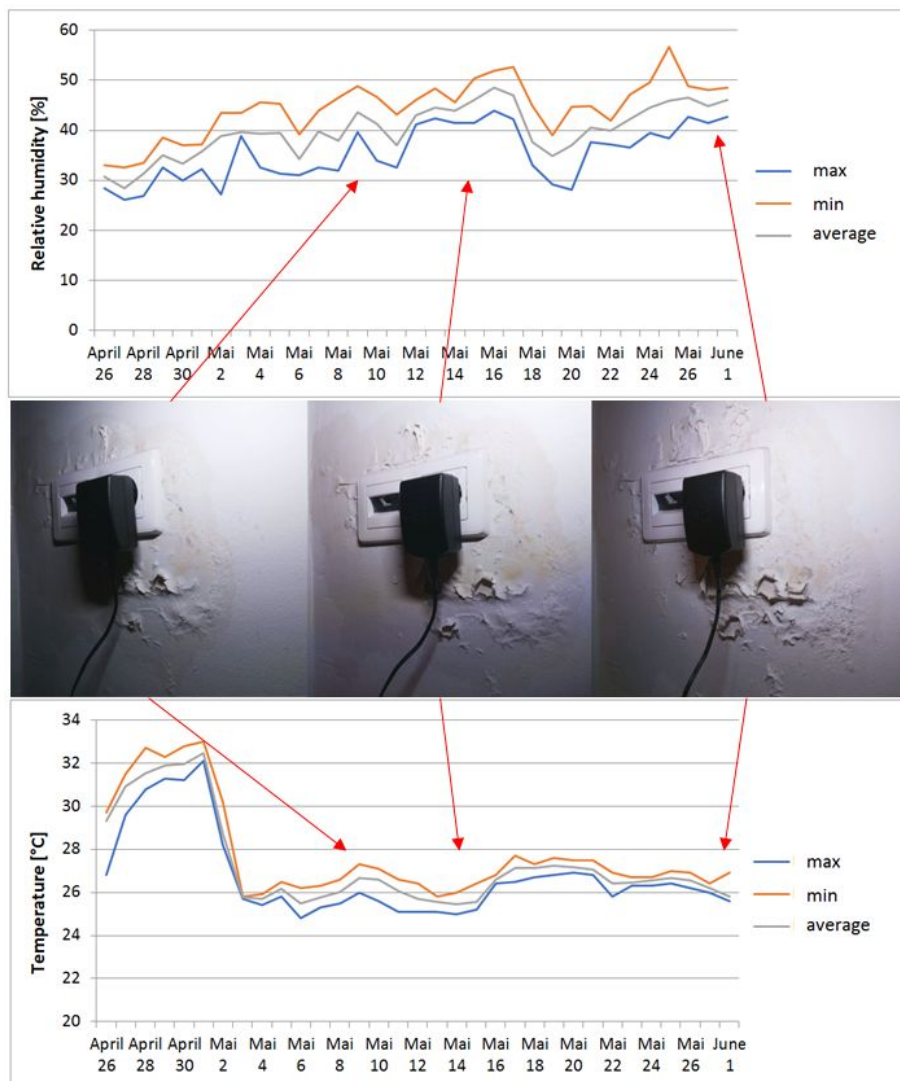 Relative humidity [%]
60
50
40
30
20
10
0
April April April Mai Mai Mai Mai Mai Mai Mai Mai Mai Mai Mai Mai Mai June
26 28 30 2 4 6 8 10 12 14 16 18 20 22 24 26 1
max
min
average
Temperature [°C]
34
32
30
28
26
24
22
20
April April April Mai Mai Mai Mai Mai Mai Mai Mai Mai Mai Mai Mai Mai June
26 28 30 2 4 6 8 10 12 14 16 18 20 22 24 26 1
max
min
average